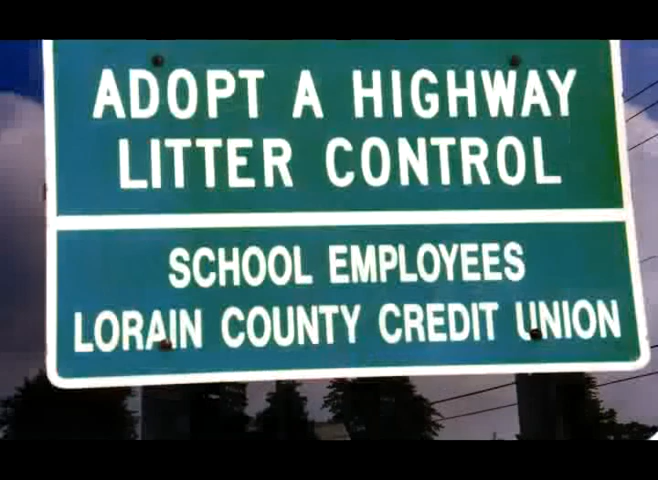 ADOPT A HIGHWAY
LITTER CONTROL
SCHOOL EMPLOYEES
LORAIN COUNTY CREDIT UNION